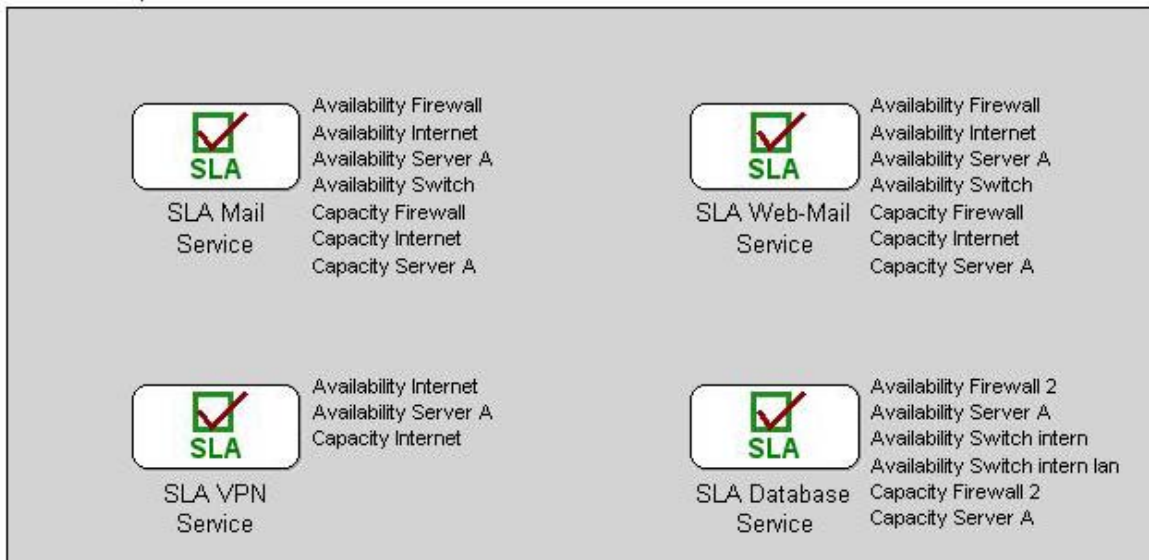 SLA
SLA Mail
Service
Availability Firewall
Availability Internet
Availability Server A
Availability Switch
Capacity Firewall
Capacity Internet
Capacity Server A
SLA
SLA Web-Mail
Service
Availability Firewall
Availability Internet
Availability Server A
Availability Switch
Capacity Firewall
Capacity Internet
Capacity Server A
SLA
SLA VPN
Service
Availability Internet
Availability Server A
Capacity Internet
SLA
SLA Database
Service
Availability Firewall 2
Availability Server A
Availability Switch intern
Availability Switch intern lan
Capacity Firewall 2
Capacity Server A